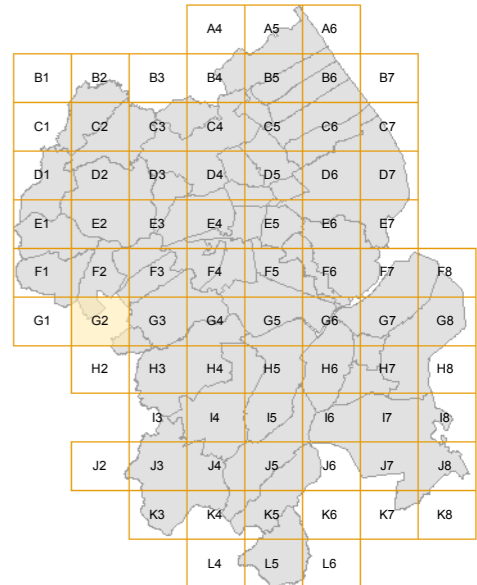 A4 A5 A6
B1 B2 B3 B4 B5 B6 B7
C1 C2 C3 C4 C5 C6 C7
D1 D2 D3 D4 D5 D6 D7
E1 E2 E3 E4 E5 E6 E7
F1 F2 F3 F4 F5 F6 F7 F8
G1 G2 G3 G4 G5 G6 G7 G8
H2 H3 H4 H5 H6 H7 H8
I3 I4 I5 I6 I7 I8
J2 J3 J4 J5 J6 J7 J8
K3 K4 K5 K6 K7 K8
L4 L5 L6